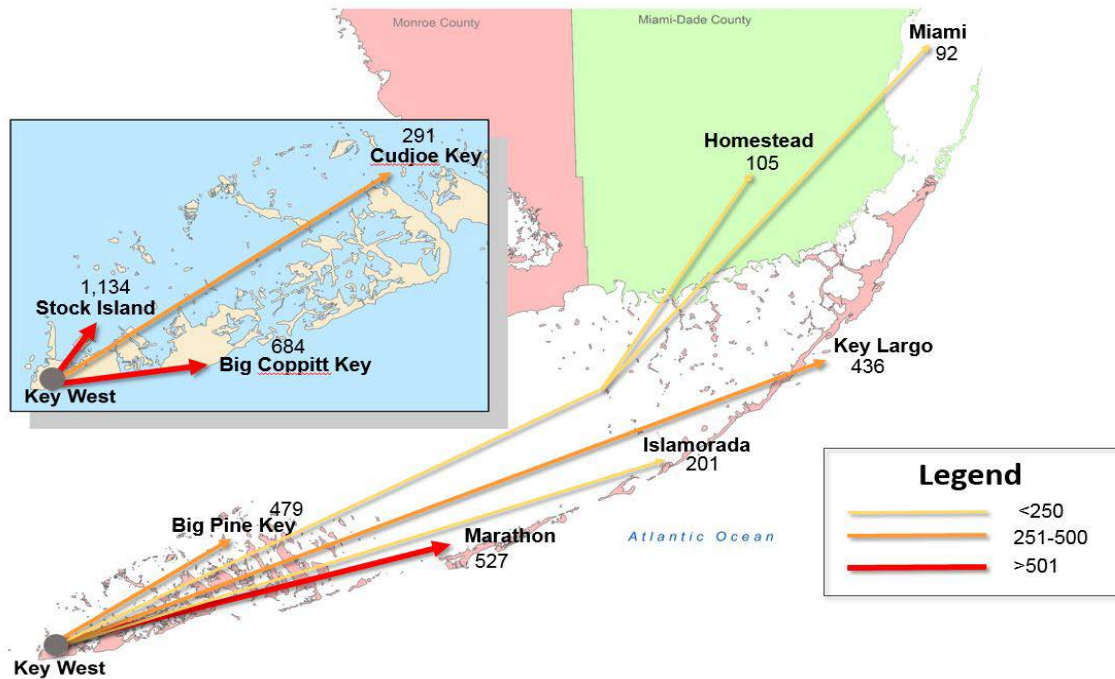 Monroe County
Miami-Dade County
Miami
92
Homestead
105
291
Cudjoe Key
1,134
Stock Island
684
Big Coppitt Key
Key West
Key Largo
436
Islamorada
201
479
Big Pine Key
Marathon
527
Atlantic Ocean
Key West
Legend
<250
251-500
>501